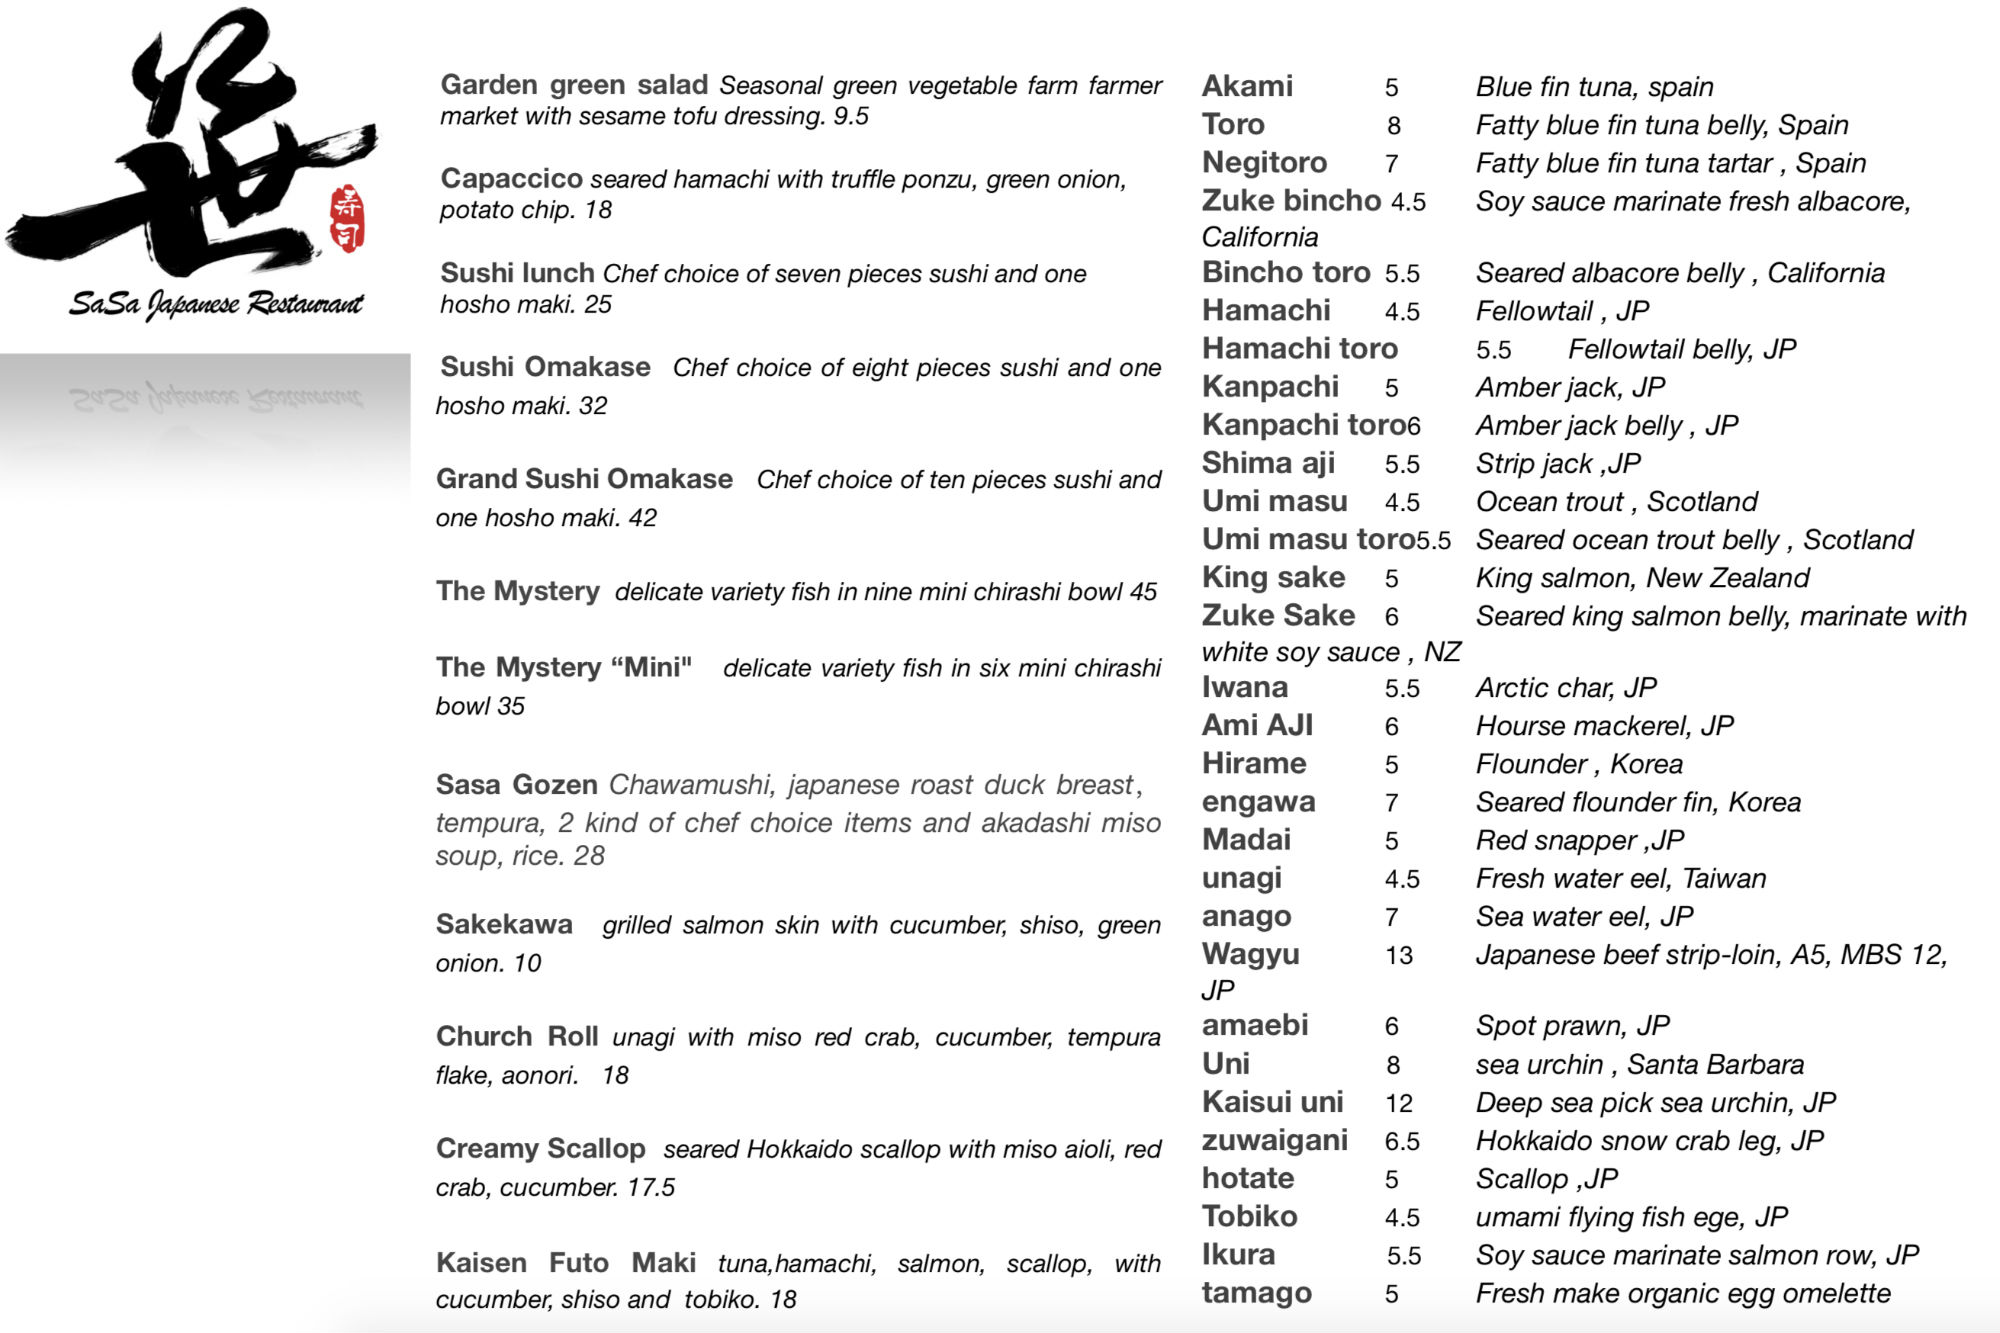 笹
寿司
SaSa Japanese Restaurant
Garden green salad Seasonal green vegetable farm farmer
market with sesame tofu dressing. 9.5
Capaccico seared hamachi with truffle ponzu, green onion,
potato chip. 18
Sushi lunch Chef choice of seven pieces sushi and one
hosho maki. 25
Sushi Omakase Chef choice of eight pieces sushi and one
hosho maki. 32
Grand Sushi Omakase Chef choice of ten pieces sushi and
one hosho maki. 42
The Mystery delicate variety fish in nine mini chirashi bowl 45
The Mystery “Mini" delicate variety fish in six mini chirashi
bowl 35
Sasa Gozen Chawamushi, japanese roast duck breast,
tempura, 2 kind of chef choice items and akadashi miso
soup, rice. 28
Sakekawa grilled salmon skin with cucumber, shiso, green
onion. 10
Church Roll unagi with miso red crab, cucumber, tempura
flake, aonori. 18
Creamy Scallop seared Hokkaido scallop with miso aioli, red
crab, cucumber. 17.5
Kaisen Futo Maki tuna,hamachi, salmon, scallop, with
cucumber, shiso and tobiko. 18
Akami 5 Blue fin tuna, spain
Toro 8 Fatty blue fin tuna belly, Spain
Negitoro 7 Fatty blue fin tuna tartar , Spain
Zuke bincho 4.5 Soy sauce marinate fresh albacore,
California
Bincho toro 5.5 Seared albacore belly , California
Hamachi 4.5 Fellowtail , JP
Hamachi toro 5.5 Fellowtail belly, JP
Kanpachi 5 Amber jack, JP
Kanpachi toro6 Amber jack belly , JP
Shima aji 5.5 Strip jack ,JP
Umi masu 4.5 Ocean trout , Scotland
Umi masu toro5.5 Seared ocean trout belly , Scotland
King sake 5 King salmon, New Zealand
Zuke Sake 6 Seared king salmon belly, marinate with
white soy sauce , NZ
Iwana 5.5 Arctic char, JP
Ami AJI 6 Hourse mackerel, JP
Hirame 5 Flounder , Korea
engawa 7 Seared flounder fin, Korea
Madai 5 Red snapper ,JP
unagi 4.5 Fresh water eel, Taiwan
anago 7 Sea water eel, JP
Wagyu 13 Japanese beef strip-loin, A5, MBS 12,
JP
amaebi 6 Spot prawn, JP
Uni 8 sea urchin , Santa Barbara
Kaisui uni 12 Deep sea pick sea urchin, JP
zuwaigani 6.5 Hokkaido snow crab leg, JP
hotate 5 Scallop ,JP
Tobiko 4.5 umami flying fish ege, JP
Ikura 5.5 Soy sauce marinate salmon row, JP
tamago 5 Fresh make organic egg omelette